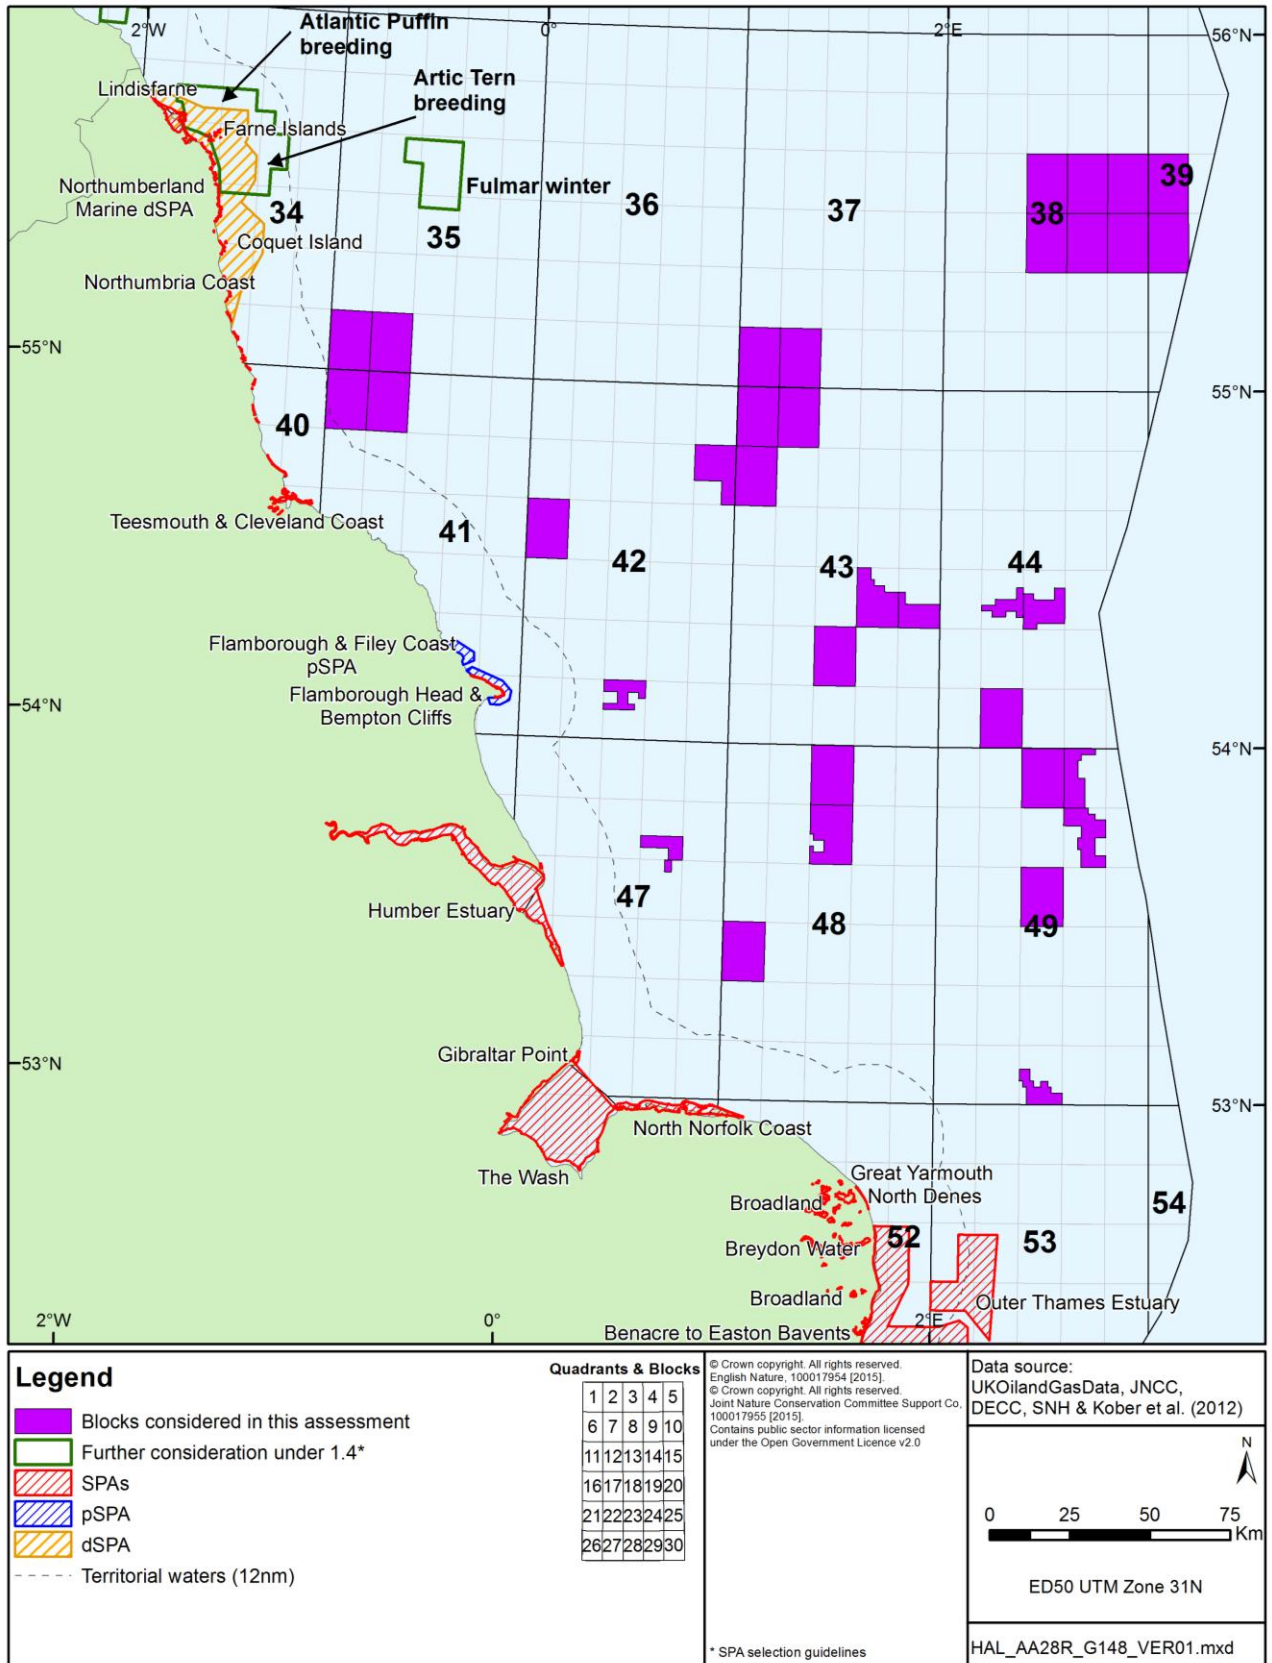 2°W
0°
2°E
56°N
Atlantic Puffin
breeding
Artic Tern
breeding
Lindisfarne
Farne Islands
Northumberland
Marine dSPA
34
Fulmar winter
35
36
37
38
39
Coquet Island
Northumbria Coast
55°N
55°N
40
Teesmouth & Cleveland Coast
41
42
43
44
Flamborough & Filey Coast
pSPA
Flamborough Head &
Bempton Cliffs
54°N
54°N
Humber Estuary
47
48
49
Gibraltar Point
53°N
53°N
North Norfolk Coast
The Wash
Great Yarmouth
North Denes
Broadland
52
53
54
Breydon Water
Broadland
Outer Thames Estuary
Benacre to Easton Bavents
2°W
0°
2°E
Legend
Blocks considered in this assessment
Further consideration under 1.4*
SPAs
pSPA
dSPA
Territorial waters (12nm)
Quadrants & Blocks
1 2 3 4 5
6 7 8 9 10
11 12 13 14 15
16 17 18 19 20
21 22 23 24 25
26 27 28 29 30
© Crown copyright. All rights reserved.
English Nature, 100017954 [2015].
© Crown copyright. All rights reserved.
Joint Nature Conservation Committee Support Co,
100017955 [2015].
Contains public sector information licensed
under the Open Government Licence v2.0
* SPA selection guidelines
Data source:
UKOilandGasData, JNCC,
DECC, SNH & Kober et al. (2012)
N
0 25 50 75
Km
ED50 UTM Zone 31N
HAL_AA28R_G148_VER01.mxd